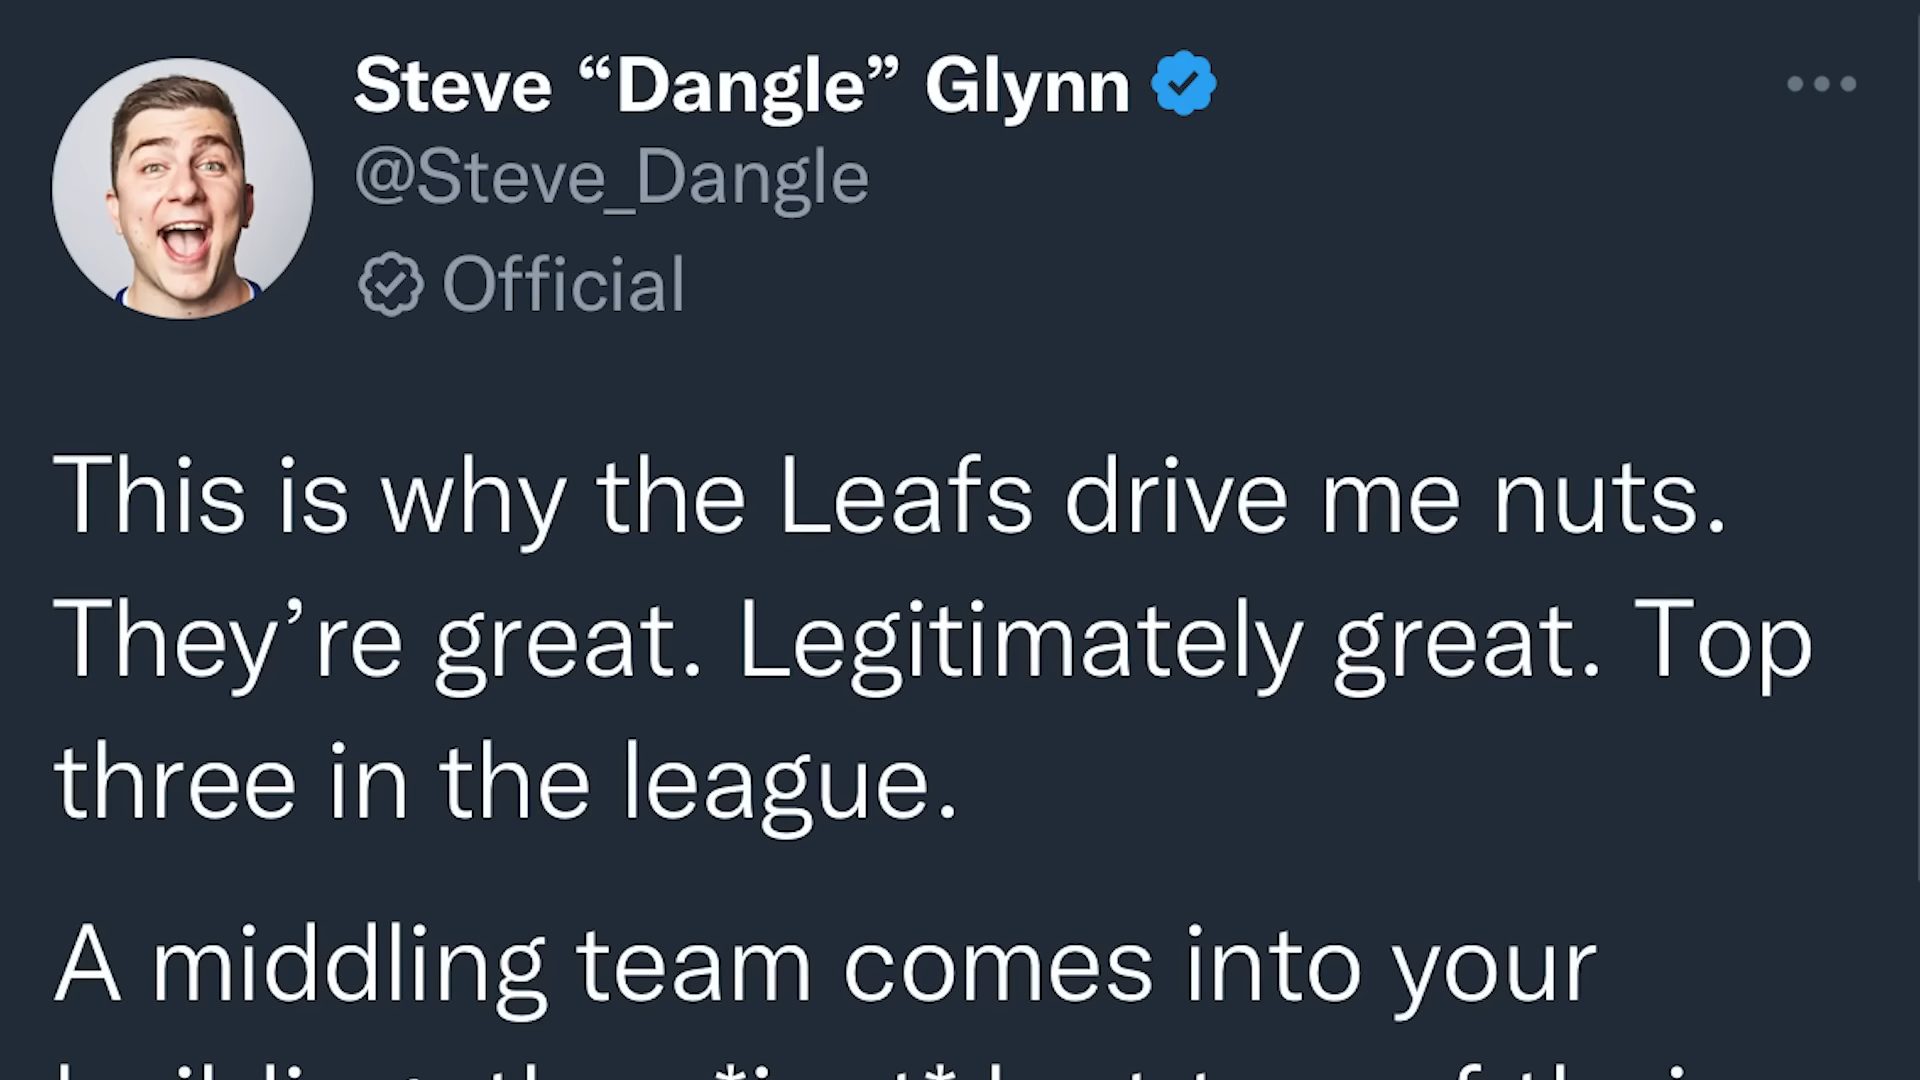 Steve “Dangle” Glynn
@Steve_Dangle
Official
This is why the Leafs drive me nuts.
They’re great. Legitimately great. Top
three in the league.
A middling team comes into your